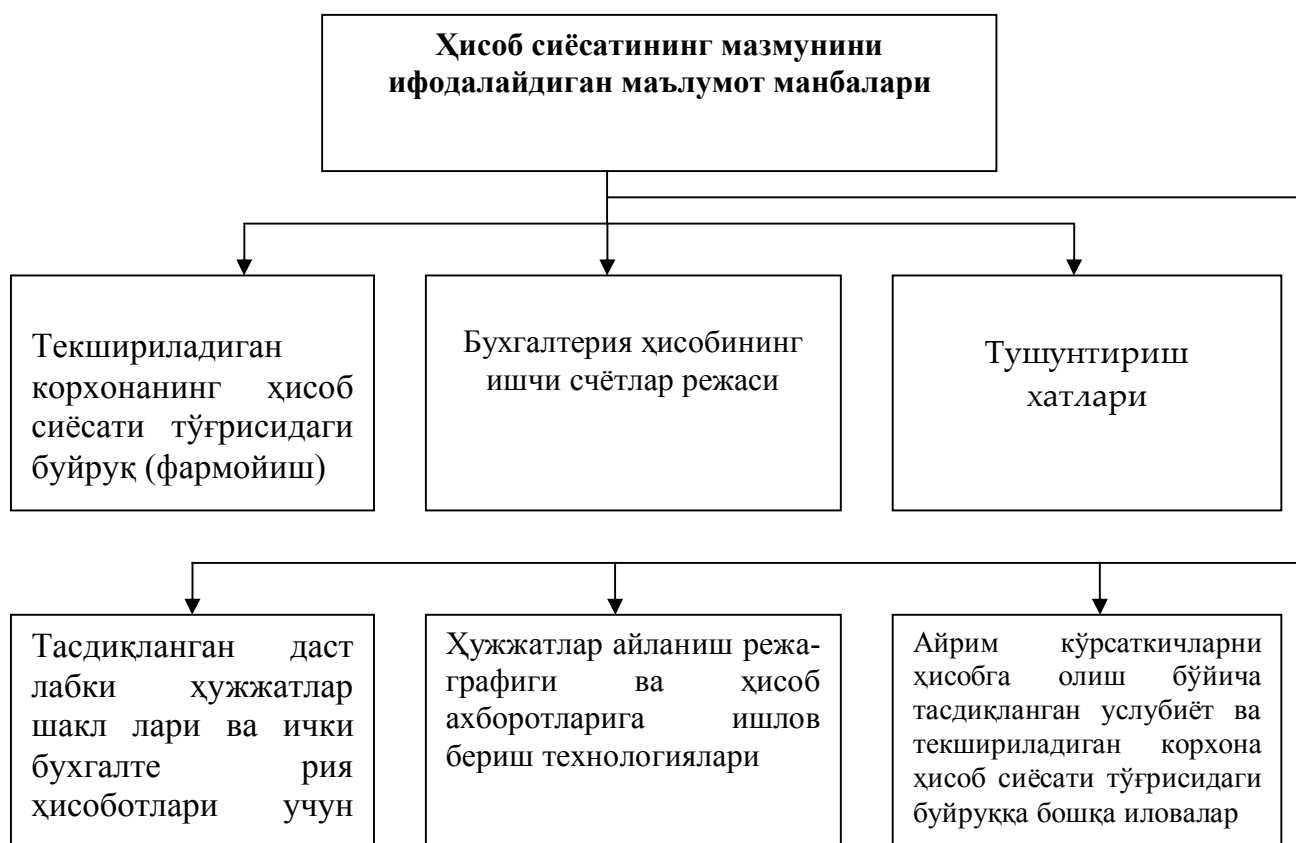 Ҳисоб сиёсатининг мазмунини
ифодалайдиган маълумот манбалари
Текшириладиган
корхонанинг ҳисоб
сиёсати тўғрисидаги
буйруқ (фармойиш)
Бухгалтерия ҳисобининг
ишчи счётлар режаси
Тушунтириш
хатлари
Тасдиқланган даст
лабки ҳужжатлар
шакл лари ва ички
бухгалте рия
ҳисоботлари учун
Ҳужжатлар айланиш режа-
графиги ва ҳисоб
ахборотларига ишлов
бериш технологиялари
Айрим кўрсаткичларни
ҳисобга олиш бўйича
тасдиқланган услубиёт ва
текшириладиган корхона
ҳисоб сиёсати тўғрисидаги
буйруққа бошқа иловалар